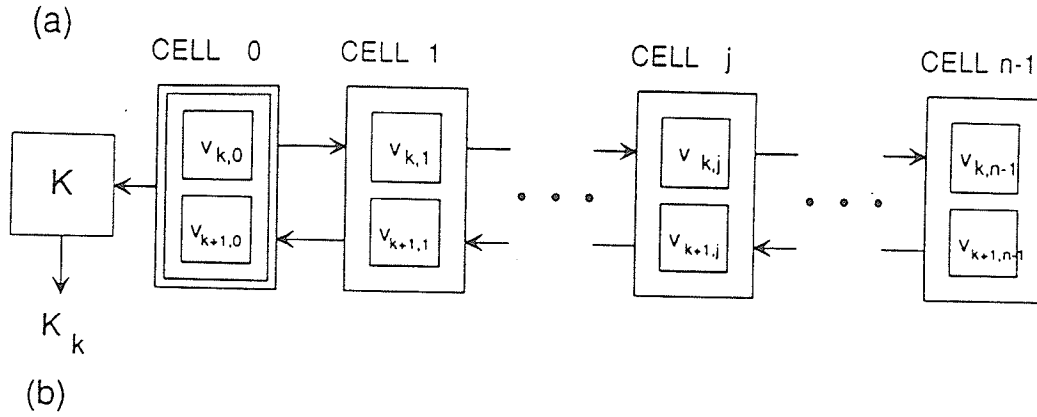 (a)
CELL 0 CELL 1 CELL j CELL n-1
v k,0 v k,1 v k,j v k,n-1
K
v k+1,0 v k+1,1 v k+1,j v k+1,n-1
K k
(b)